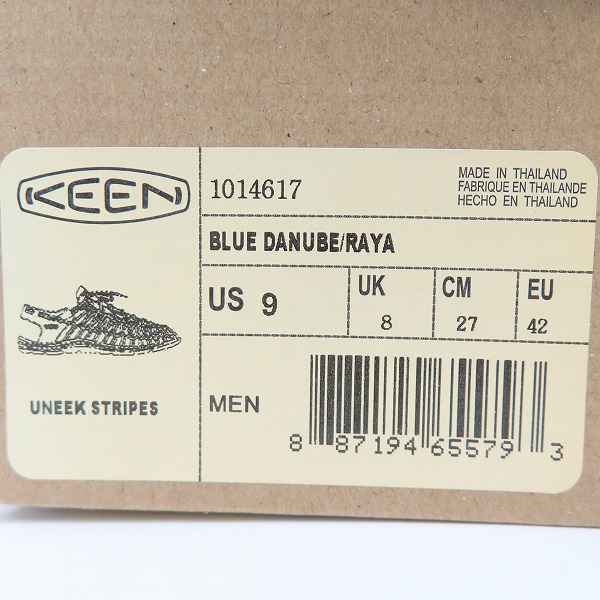 KEEN
1014617
MADE IN THAILAND
FABRIQUE EN THAILANDE
HECHO EN THAILAND
BLUE DANUBE/RAYA
US 9
UK
8
CM
27
EU
42
UNEEK STRIPES
MEN
8 87194 65579 3